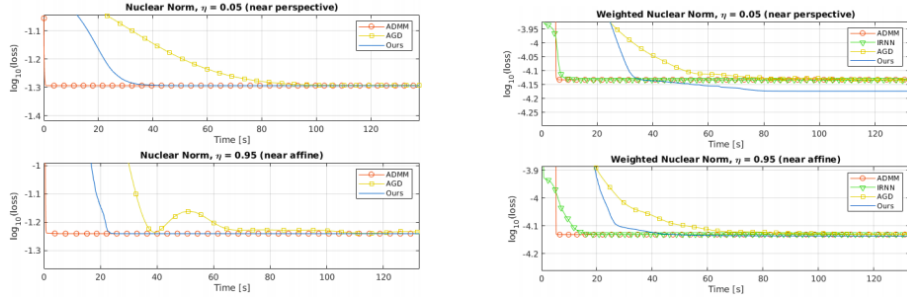 Nuclear Norm, η = 0.05 (near perspective)
log10(loss)
-1.1
-1.2
-1.3
-1.4
0 20 40 60 80 100 120
Time [s]
ADMM
AGD
Ours
Weighted Nuclear Norm, η = 0.05 (near perspective)
log10(loss)
-3.95
-4
-4.05
-4.1
-4.15
-4.2
-4.25
0 20 40 60 80 100 120
Time [s]
ADMM
IRNN
AGD
Ours
Nuclear Norm, η = 0.95 (near affine)
log10(loss)
-1
-1.1
-1.2
-1.3
0 20 40 60 80 100 120
Time [s]
ADMM
AGD
Ours
Weighted Nuclear Norm, η = 0.95 (near affine)
log10(loss)
-3.9
-4
-4.1
-4.2
0 20 40 60 80 100 120
Time [s]
ADMM
IRNN
AGD
Ours